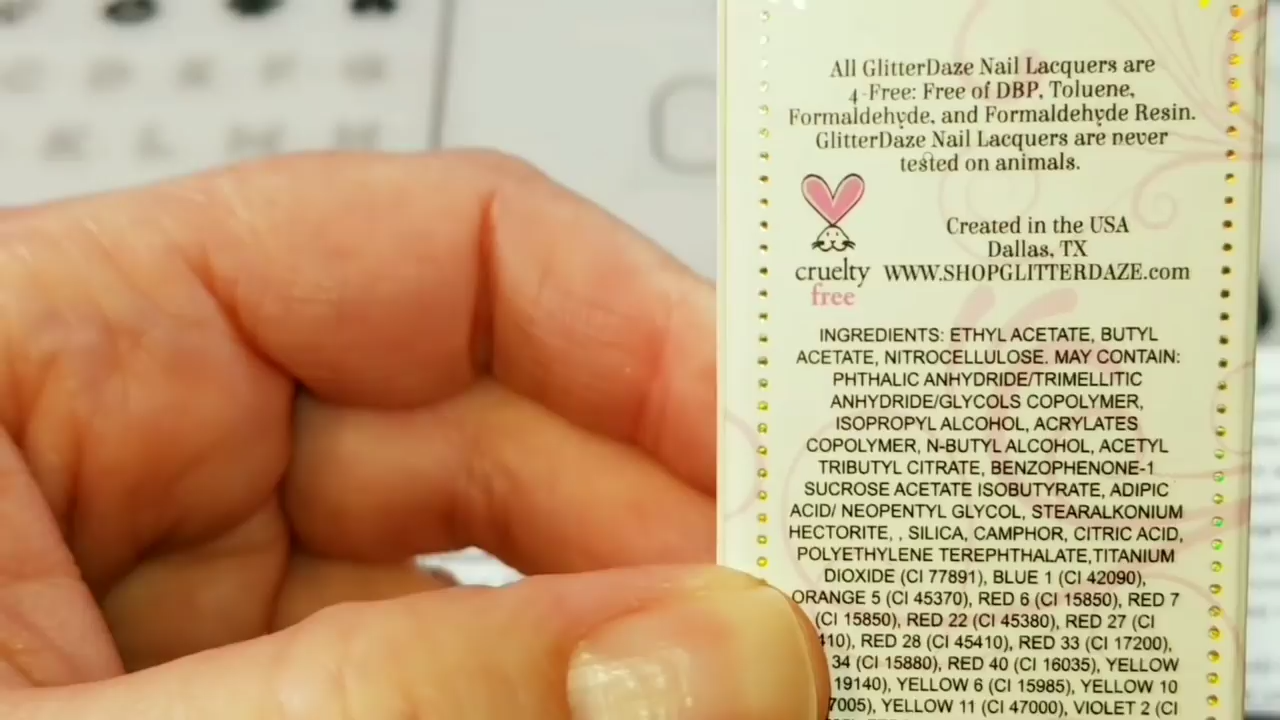 All GlitterDaze Nail Lacquers are
4-Free: Free of DBP, Toluene,
Formaldehyde, and Formaldehyde Resin.
GlitterDaze Nail Lacquers are never
tested on animals.
Created in the USA
Dallas, TX
cruelty WWW.SHOPGLITTERDAZE.com
free
INGREDIENTS: ETHYL ACETATE, BUTYL
ACETATE, NITROCELLULOSE. MAY CONTAIN:
PHTHALIC ANHYDRIDE/TRIMELLITIC
ANHYDRIDE/GLYCOLS COPOLYMER,
ISOPROPYL ALCOHOL, ACRYLATES
COPOLYMER, N-BUTYL ALCOHOL, ACETYL
TRIBUTYL CITRATE, BENZOPHENONE-1
SUCROSE ACETATE ISOBUTYRATE, ADIPIC
ACID/ NEOPENTYL GLYCOL, STEARALKONIUM
HECTORITE, , SILICA, CAMPHOR, CITRIC ACID,
POLYETHYLENE TEREPHTHALATE,TITANIUM
DIOXIDE (CI 77891), BLUE 1 (CI 42090),
ORANGE 5 (CI 45370), RED 6 (CI 15850), RED 7
(CI 15850), RED 22 (CI 45380), RED 27 (CI
410), RED 28 (CI 45410), RED 33 (CI 17200),
34 (CI 15880), RED 40 (CI 16035), YELLOW
19140), YELLOW 6 (CI 15985), YELLOW 10
7005), YELLOW 11 (CI 47000), VIOLET 2 (CI